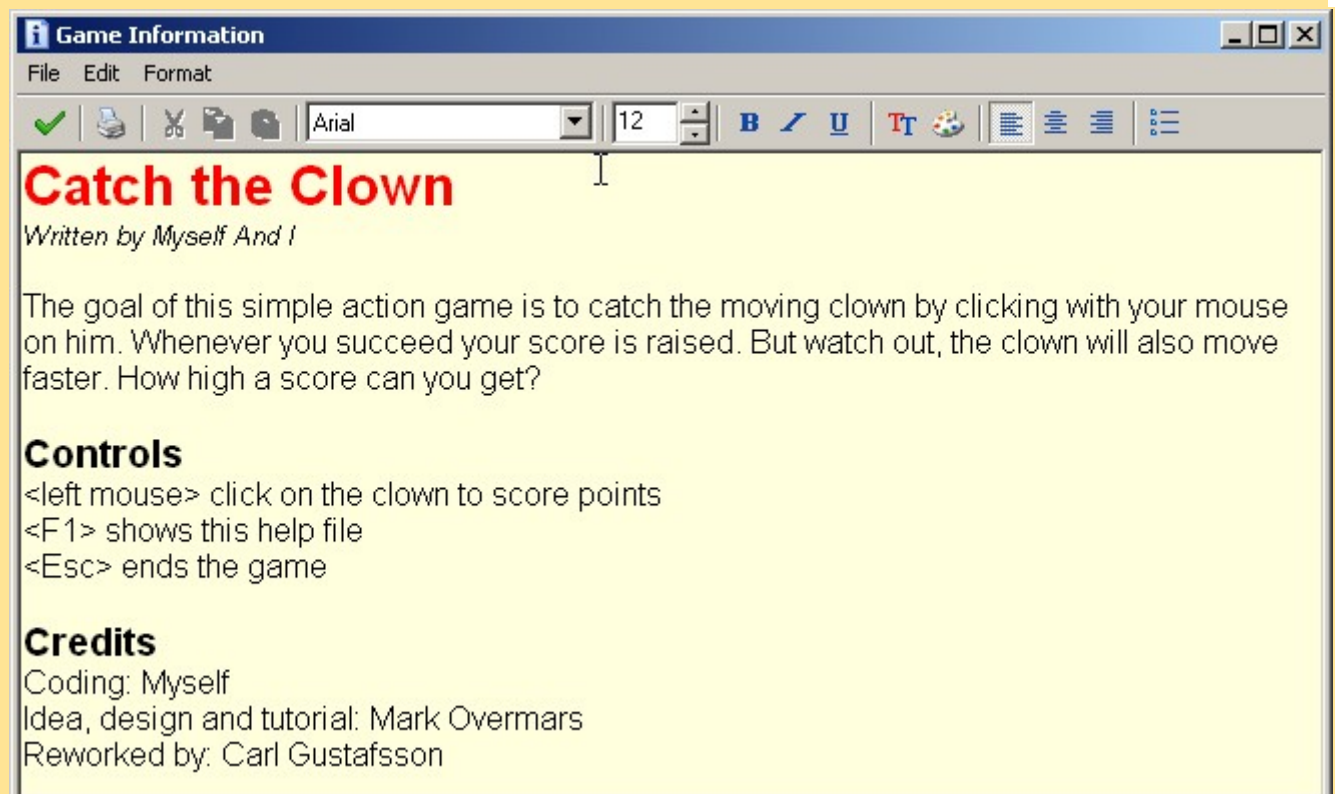 Game Information
File Edit Format
Arial 12 B I U TT
Catch the Clown
Written by Myself And I
The goal of this simple action game is to catch the moving clown by clicking with your mouse
on him. Whenever you succeed your score is raised. But watch out, the clown will also move
faster. How high a score can you get?
Controls
<left mouse> click on the clown to score points
<F1> shows this help file
<Esc> ends the game
Credits
Coding: Myself
Idea, design and tutorial: Mark Overmars
Reworked by: Carl Gustafsson